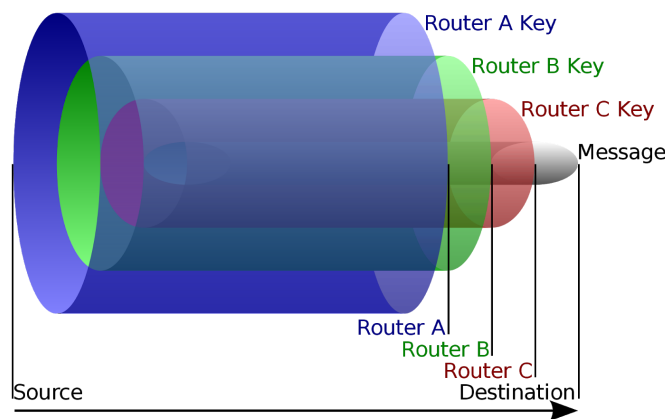 Router A Key
Router B Key
Router C Key
Message
Router A
Router B
Router C
Source
Destination